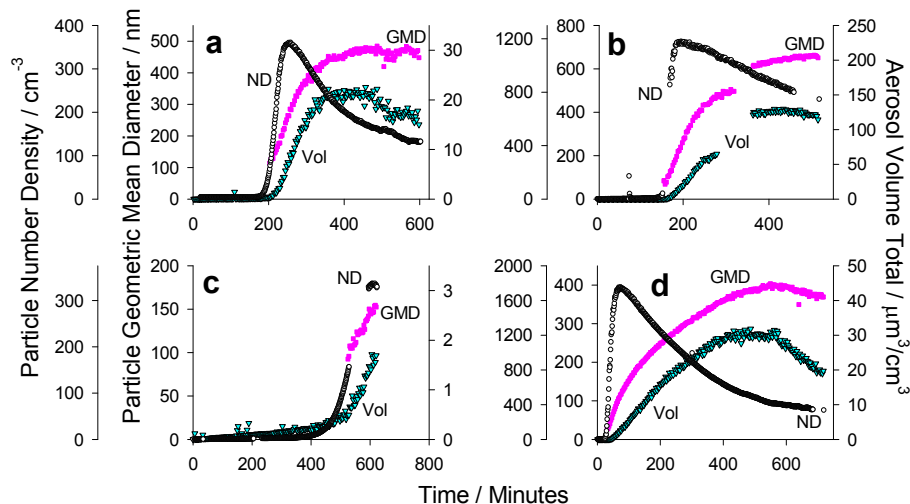 Particle Number Density / cm-3
Particle Geometric Mean Diameter / nm
400
300
200
100
0
500
400
300
200
100
0
a
ND
GMD
Vol
30
20
10
0
0 200 400 600
1200
800
400
0
800
600
400
200
0
b
GMD
ND
Vol
250
200
150
100
50
0
0 200 400
300
200
100
0
200
150
100
50
0
c
ND
GMD
Vol
3
2
1
0
0 200 400 600 800
2000
1600
1200
800
400
0
400
300
200
100
0
d
GMD
Vol
ND
50
40
30
20
10
0
0 200 400 600
Aerosol Volume Total / μm3/cm3
Time / Minutes